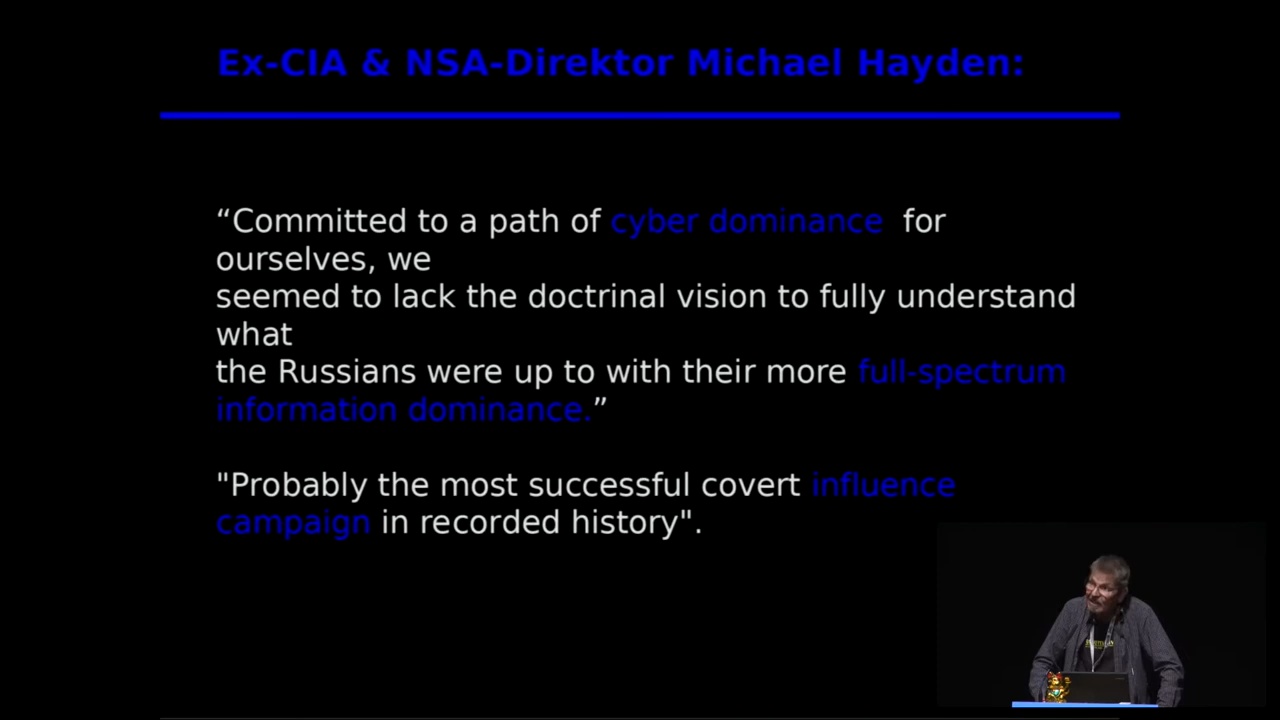 Ex-CIA & NSA-Direktor Michael Hayden:
“Committed to a path of cyber dominance for
ourselves, we
seemed to lack the doctrinal vision to fully understand
what
the Russians were up to with their more full-spectrum
information dominance.”
"Probably the most successful covert influence
campaign in recorded history".